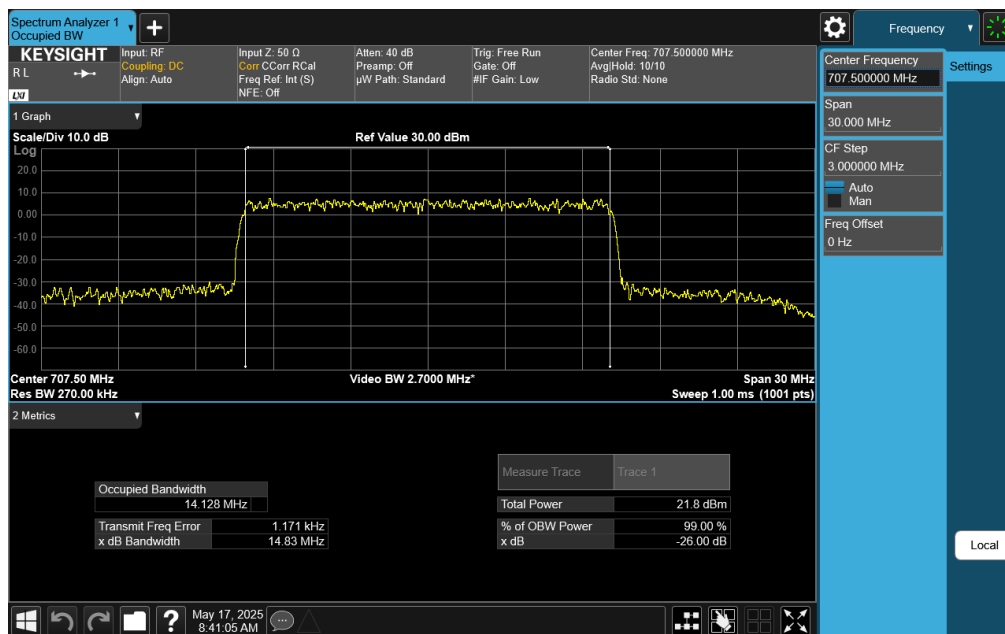 Spectrum Analyzer 1
Occupied BW
Frequency
KEYSIGHT
R L
LXI
Input: RF
Coupling: DC
Align: Auto
Input Z: 50 Ω
Corr CCorr RCal
Freq Ref: Int (S)
NFE: Off
Atten: 40 dB
Preamp: Off
µW Path: Standard
Trig: Free Run
Gate: Off
#IF Gain: Low
Center Freq: 707.500000 MHz
Avg|Hold: 10/10
Radio Std: None
Center Frequency
707.500000 MHz
Settings
Span
30.000 MHz
CF Step
3.000000 MHz
Auto
Man
Freq Offset
0 Hz
Local
1 Graph
Scale/Div 10.0 dB
Ref Value 30.00 dBm
Log
20.0
10.0
0.00
-10.0
-20.0
-30.0
-40.0
-50.0
-60.0
Center 707.50 MHz
Video BW 2.7000 MHz*
Span 30 MHz
Res BW 270.00 kHz
Sweep 1.00 ms (1001 pts)
2 Metrics
Measure Trace Trace 1
Occupied Bandwidth
14.128 MHz
Total Power 21.8 dBm
Transmit Freq Error 1.171 kHz
% of OBW Power 99.00 %
x dB Bandwidth 14.83 MHz
x dB -26.00 dB
May 17, 2025
8:41:05 AM